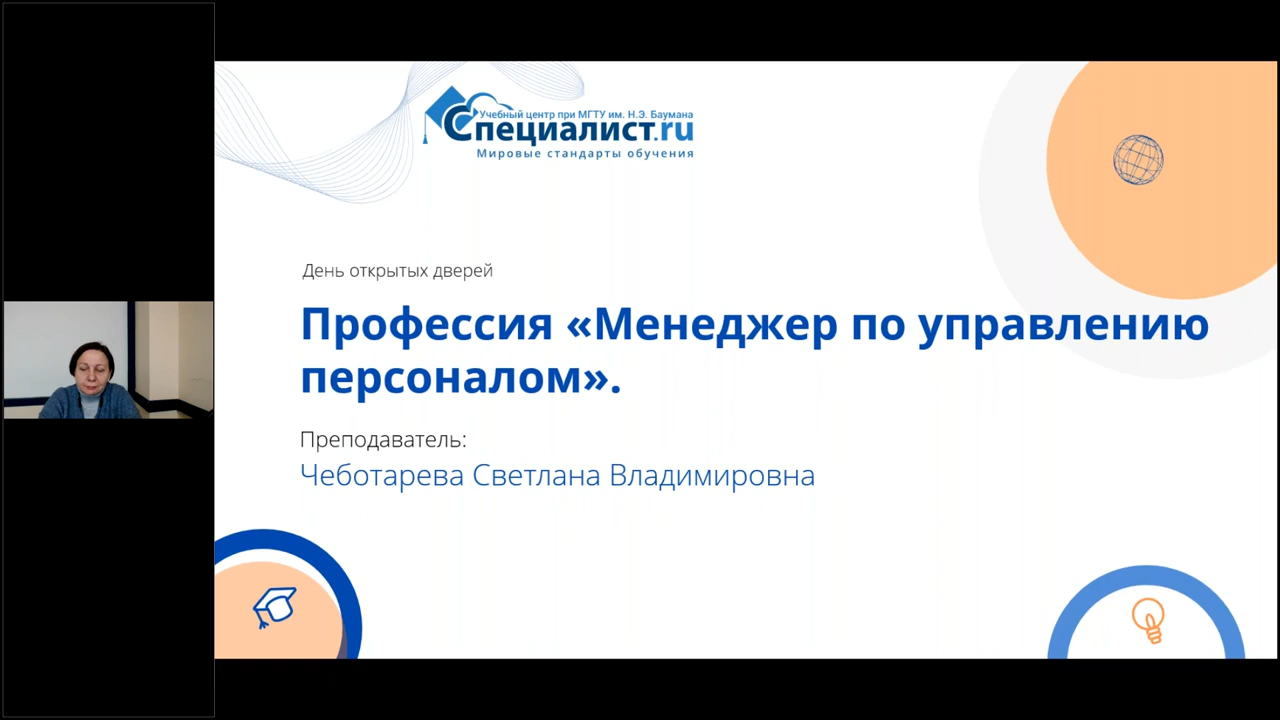 Учебный центр при МГТУ им. Н.Э. Баумана
Специалист.ru
Мировые стандарты обучения
День открытых дверей
Профессия «Менеджер по управлению
персоналом».
Преподаватель:
Чеботарева Светлана Владимировна